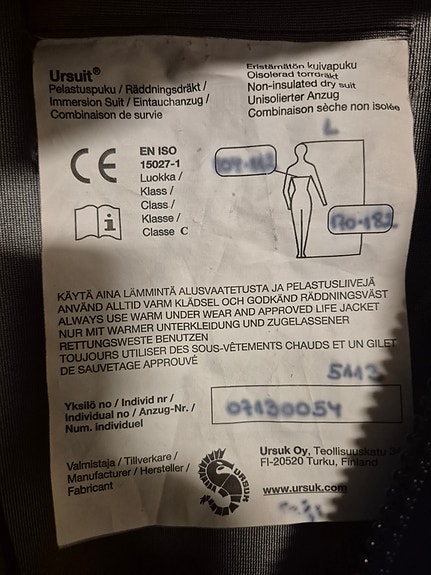 Ursuit®
Pelastuspuku / Räddningsdräkt /
Immersion Suit / Eintauchanzug /
Combinaison de survie
Eristämätön kuivapuku
Oisolerad torrdräkt
Non-insulated dry suit
Unisolierter Anzug
Combinaison sèche non isolée
L
CE
EN ISO
15027-1
Luokka /
Klass /
Class /
Klasse /
Classe C
i
170-182
KÄYTÄ AINA LÄMMINTÄ ALUSVAATETUSTA JA PELASTUSLIIVEJÄ
ANVÄND ALLTID VARM KLÄDSEL OCH GODKÄND RÄDDNINGSVÄST
ALWAYS USE WARM UNDER WEAR AND APPROVED LIFE JACKET
NUR MIT WARMER UNTERKLEIDUNG UND ZUGELASSENER
RETTUNGSWESTE BENUTZEN
TOUJOURS UTILISER DES SOUS-VÊTEMENTS CHAUDS ET UN GILET
DE SAUVETAGE APPROUVÉ
Yksilö no / Individ nr /
Individual no / Anzug-Nr. /
Num. individuel
07130054
Valmistaja / Tillverkare /
Manufacturer / Hersteller /
Fabricant
URSUK
Ursuk Oy, Teollisuuskatu
FI-20520 Turku, Finland
www.ursuk.com